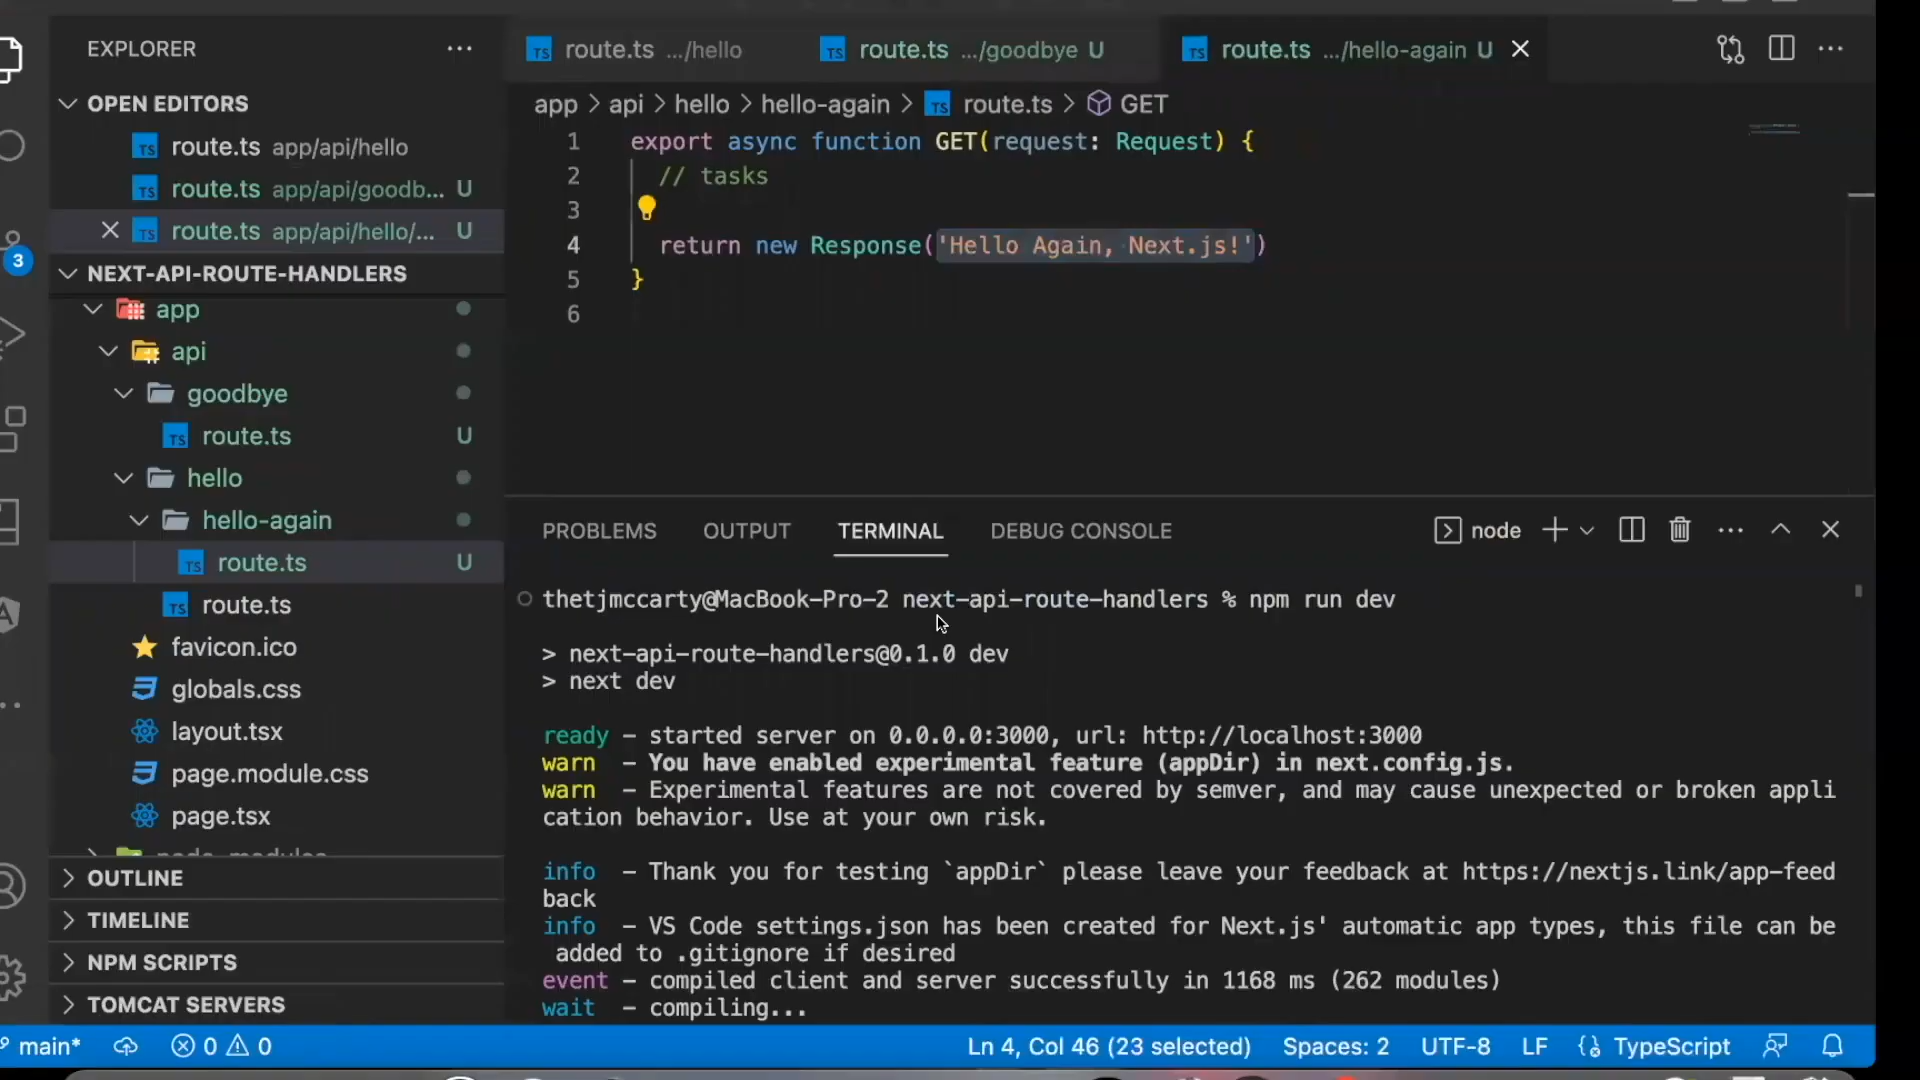 EXPLORER
OPEN EDITORS
route.ts app/api/hello
route.ts app/api/goodb... U
route.ts app/api/hello/... U
3
NEXT-API-ROUTE-HANDLERS
app
api
goodbye
route.ts U
hello
hello-again
route.ts U
route.ts
favicon.ico
globals.css
layout.tsx
page.module.css
page.tsx
node_modules
OUTLINE
TIMELINE
NPM SCRIPTS
TOMCAT SERVERS
route.ts .../hello
route.ts .../goodbye U
route.ts .../hello-again U
app > api > hello > hello-again > route.ts > GET
1 export async function GET(request: Request) {
2 // tasks
3
4 return new Response('Hello Again, Next.js!')
5 }
6
PROBLEMS OUTPUT TERMINAL DEBUG CONSOLE
node
thetjmccarty@MacBook-Pro-2 next-api-route-handlers % npm run dev
> next-api-route-handlers@0.1.0 dev
> next dev
ready - started server on 0.0.0.0:3000, url: http://localhost:3000
warn - You have enabled experimental feature (appDir) in next.config.js.
warn - Experimental features are not covered by semver, and may cause unexpected or broken appli
cation behavior. Use at your own risk.
info - Thank you for testing `appDir` please leave your feedback at https://nextjs.link/app-feed
back
info - VS Code settings.json has been created for Next.js' automatic app types, this file can be
added to .gitignore if desired
event - compiled client and server successfully in 1168 ms (262 modules)
wait - compiling...
main* 0 0 Ln 4, Col 46 (23 selected) Spaces: 2 UTF-8 LF TypeScript